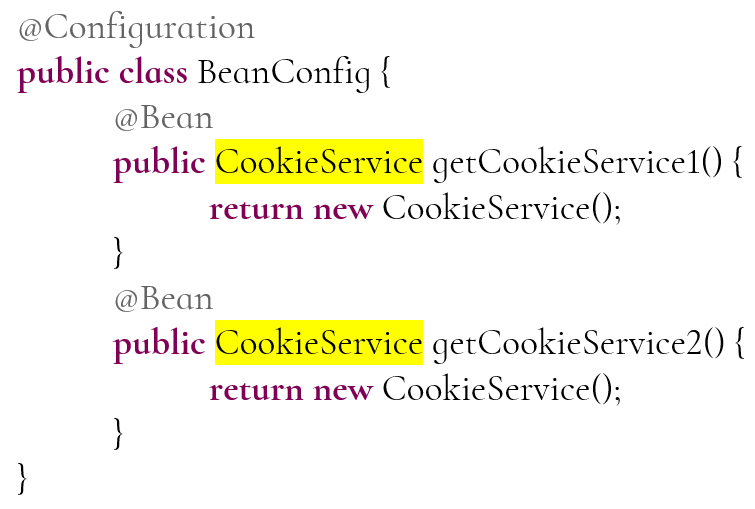 @Configuration
public class BeanConfig {
@Bean
public CookieService getCookieService1() {
return new CookieService();
}
@Bean
public CookieService getCookieService2() {
return new CookieService();
}
}